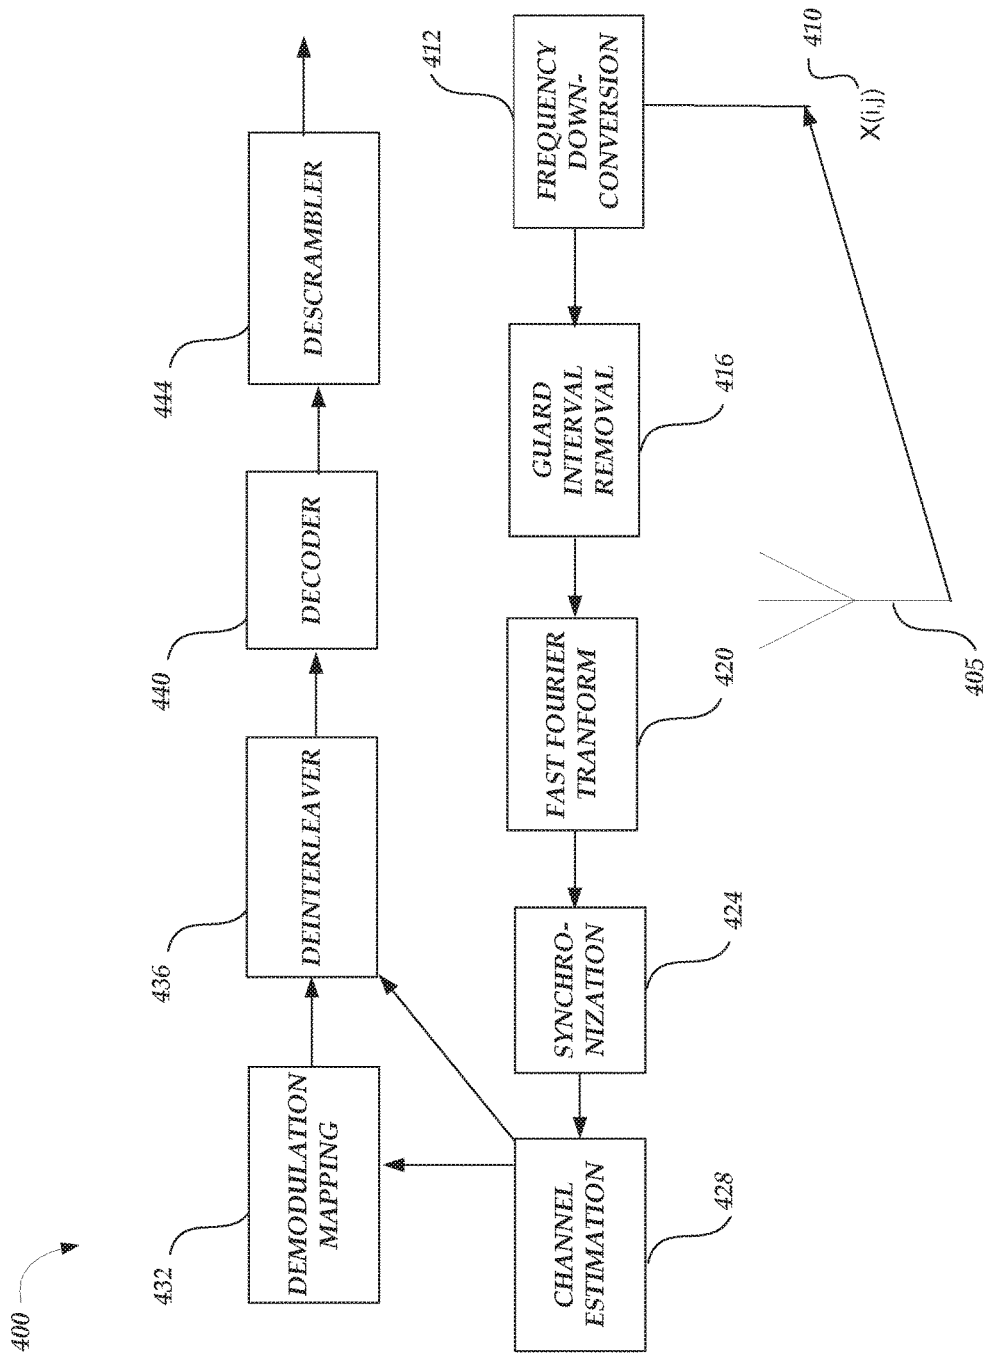 400
432
DEMODULATION
MAPPING
436
DEINTERLEAVER
440
DECODER
444
DESCRAMBLER
CHANNEL
ESTIMATION
428
SYNCHRO-
NIZATION
424
FAST FOURIER
TRANFORM
420
GUARD
INTERVAL
REMOVAL
416
412
FREQUENCY
DOWN-
CONVERSION
405
X(i,j)
410